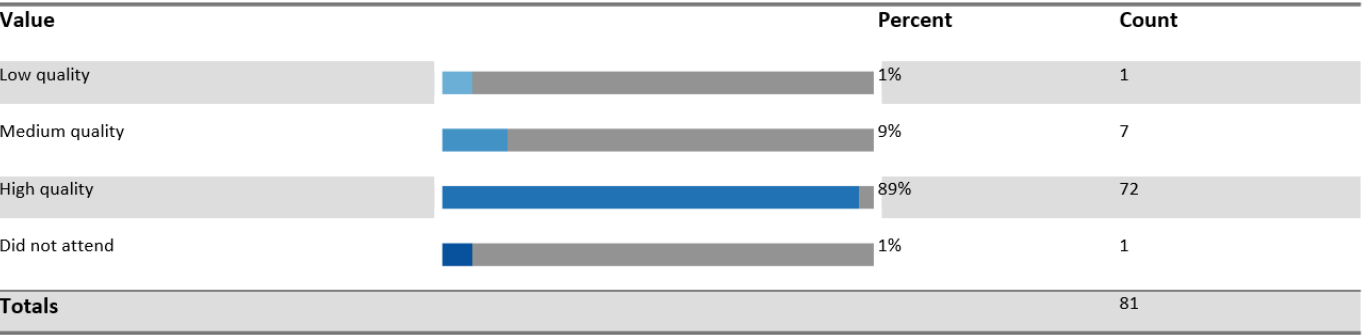 Value Percent Count
Low quality 1% 1
Medium quality 9% 7
High quality 89% 72
Did not attend 1% 1
Totals 81